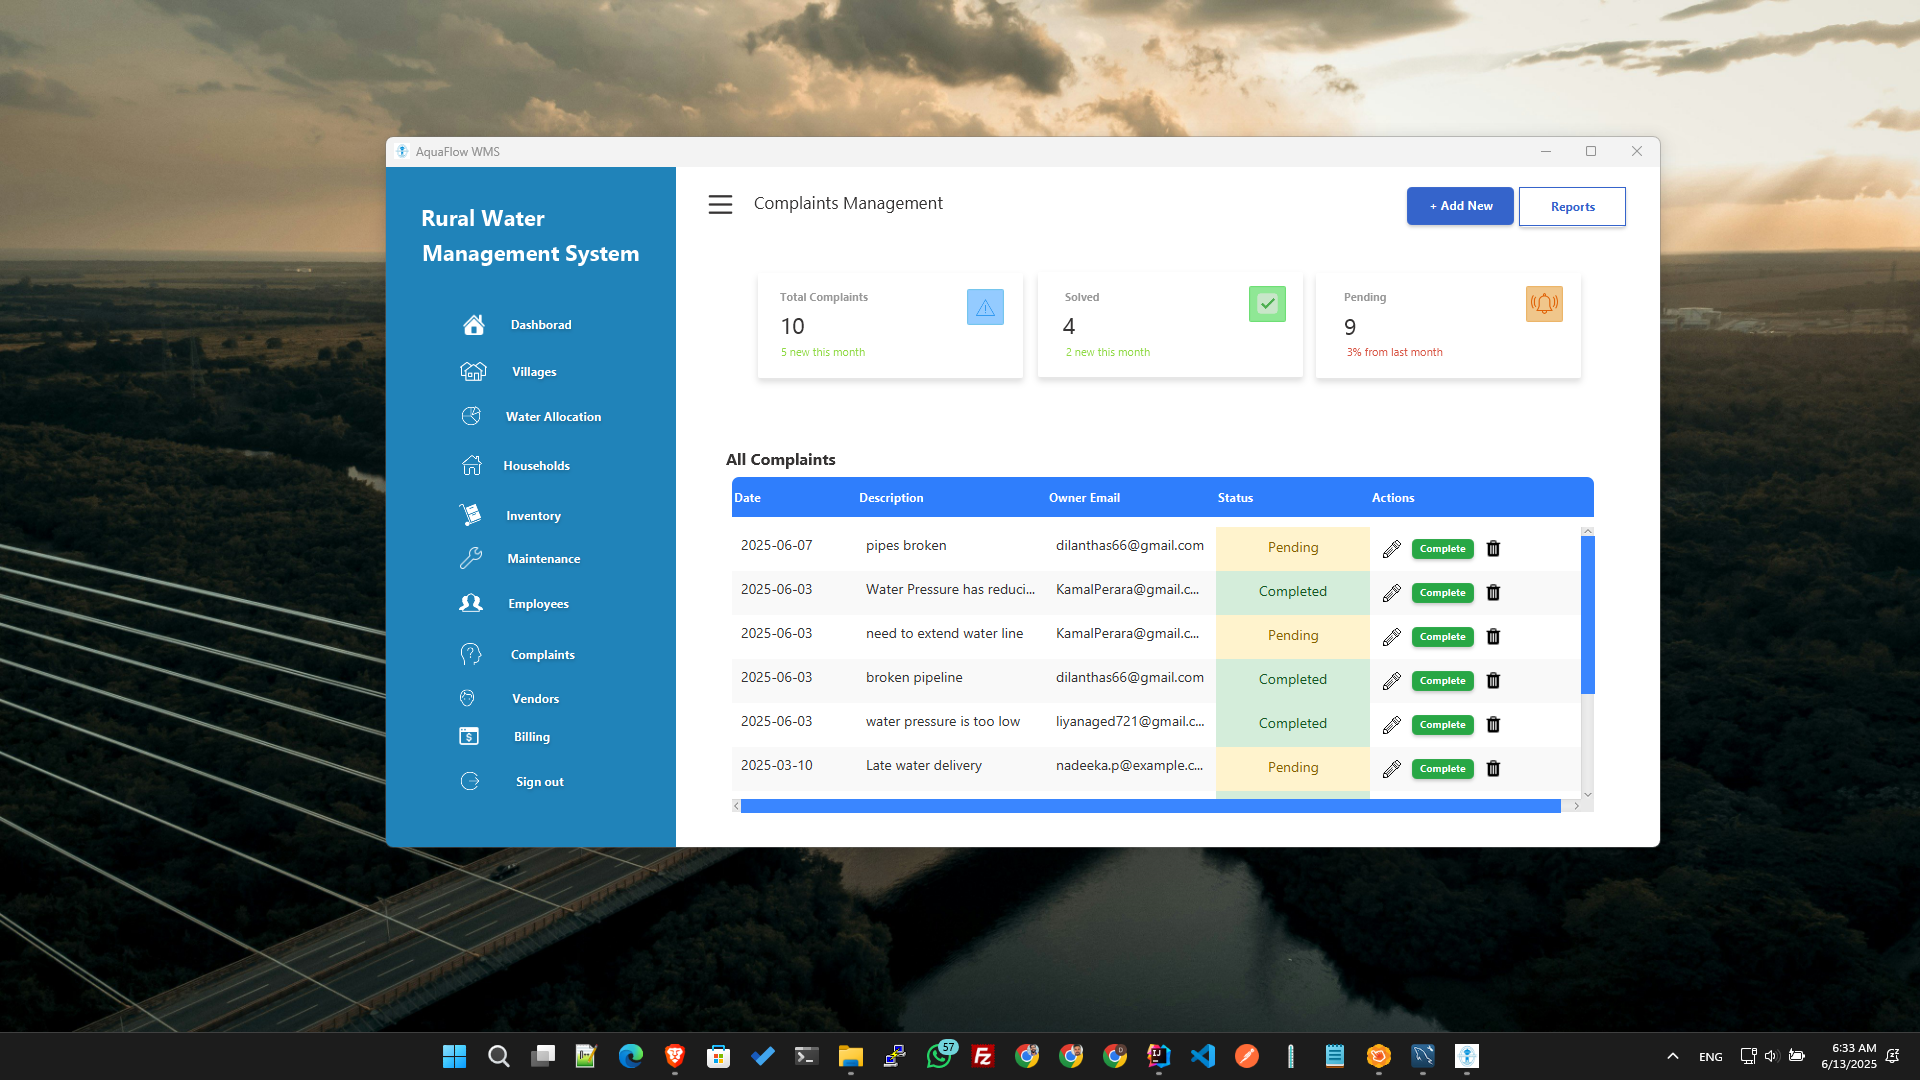 AquaFlow WMS
Rural Water
Management System
Dashborad
Villages
Water Allocation
Households
Inventory
Maintenance
Employees
Complaints
Vendors
Billing
Sign out
Complaints Management
+ Add New
Reports
Total Complaints
10
5 new this month
Solved
4
2 new this month
Pending
9
3% from last month
All Complaints
Date Description Owner Email Status Actions
2025-06-07 pipes broken dilanthas66@gmail.com Pending Complete
2025-06-03 Water Pressure has reduci... KamalPerara@gmail.c... Completed Complete
2025-06-03 need to extend water line KamalPerara@gmail.c... Pending Complete
2025-06-03 broken pipeline dilanthas66@gmail.com Completed Complete
2025-06-03 water pressure is too low liyanaged721@gmail.c... Completed Complete
2025-03-10 Late water delivery nadeeka.p@example.c... Pending Complete
57
ENG
6:33 AM
6/13/2025